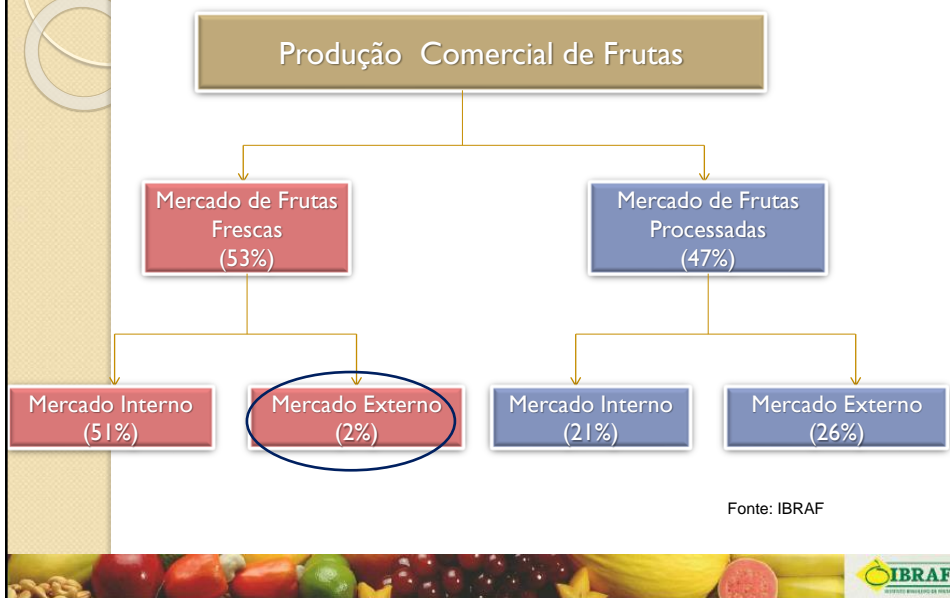 Produção Comercial de Frutas
Mercado de Frutas
Frescas
(53%)
Mercado de Frutas
Processadas
(47%)
Mercado Interno
(51%)
Mercado Externo
(2%)
Mercado Interno
(21%)
Mercado Externo
(26%)
Fonte: IBRAF
IBRAF